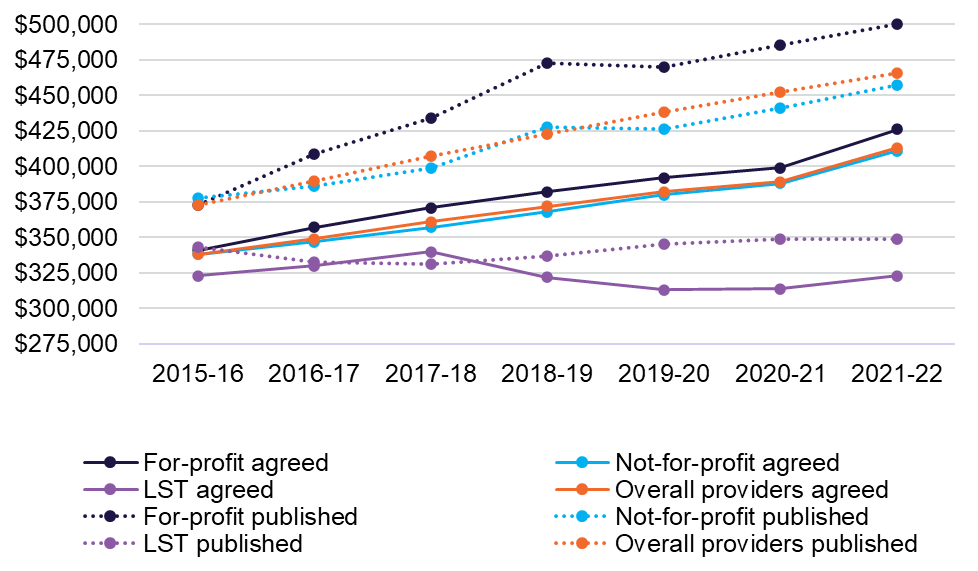 $500,000
$475,000
$450,000
$425,000
$400,000
$375,000
$350,000
$325,000
$300,000
$275,000
2015-16 2016-17 2017-18 2018-19 2019-20 2020-21 2021-22
For-profit agreed Not-for-profit agreed
LST agreed Overall providers agreed
For-profit published Not-for-profit published
LST published Overall providers published